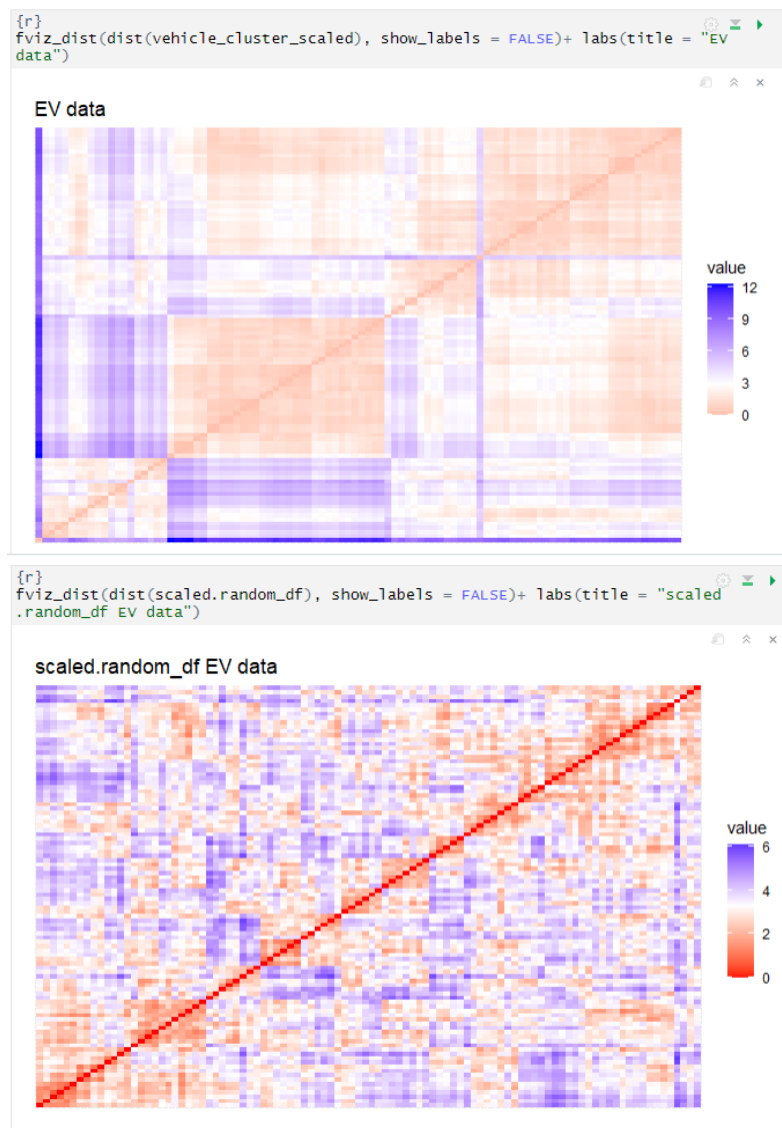 {r}
fviz_dist(dist(vehicle_cluster_scaled), show_labels = FALSE)+ labs(title = "EV
data")
EV data
value
12
9
6
3
0
{r}
fviz_dist(dist(scaled.random_df), show_labels = FALSE)+ labs(title = "scaled
.random_df EV data")
scaled.random_df EV data
value
6
4
2
0